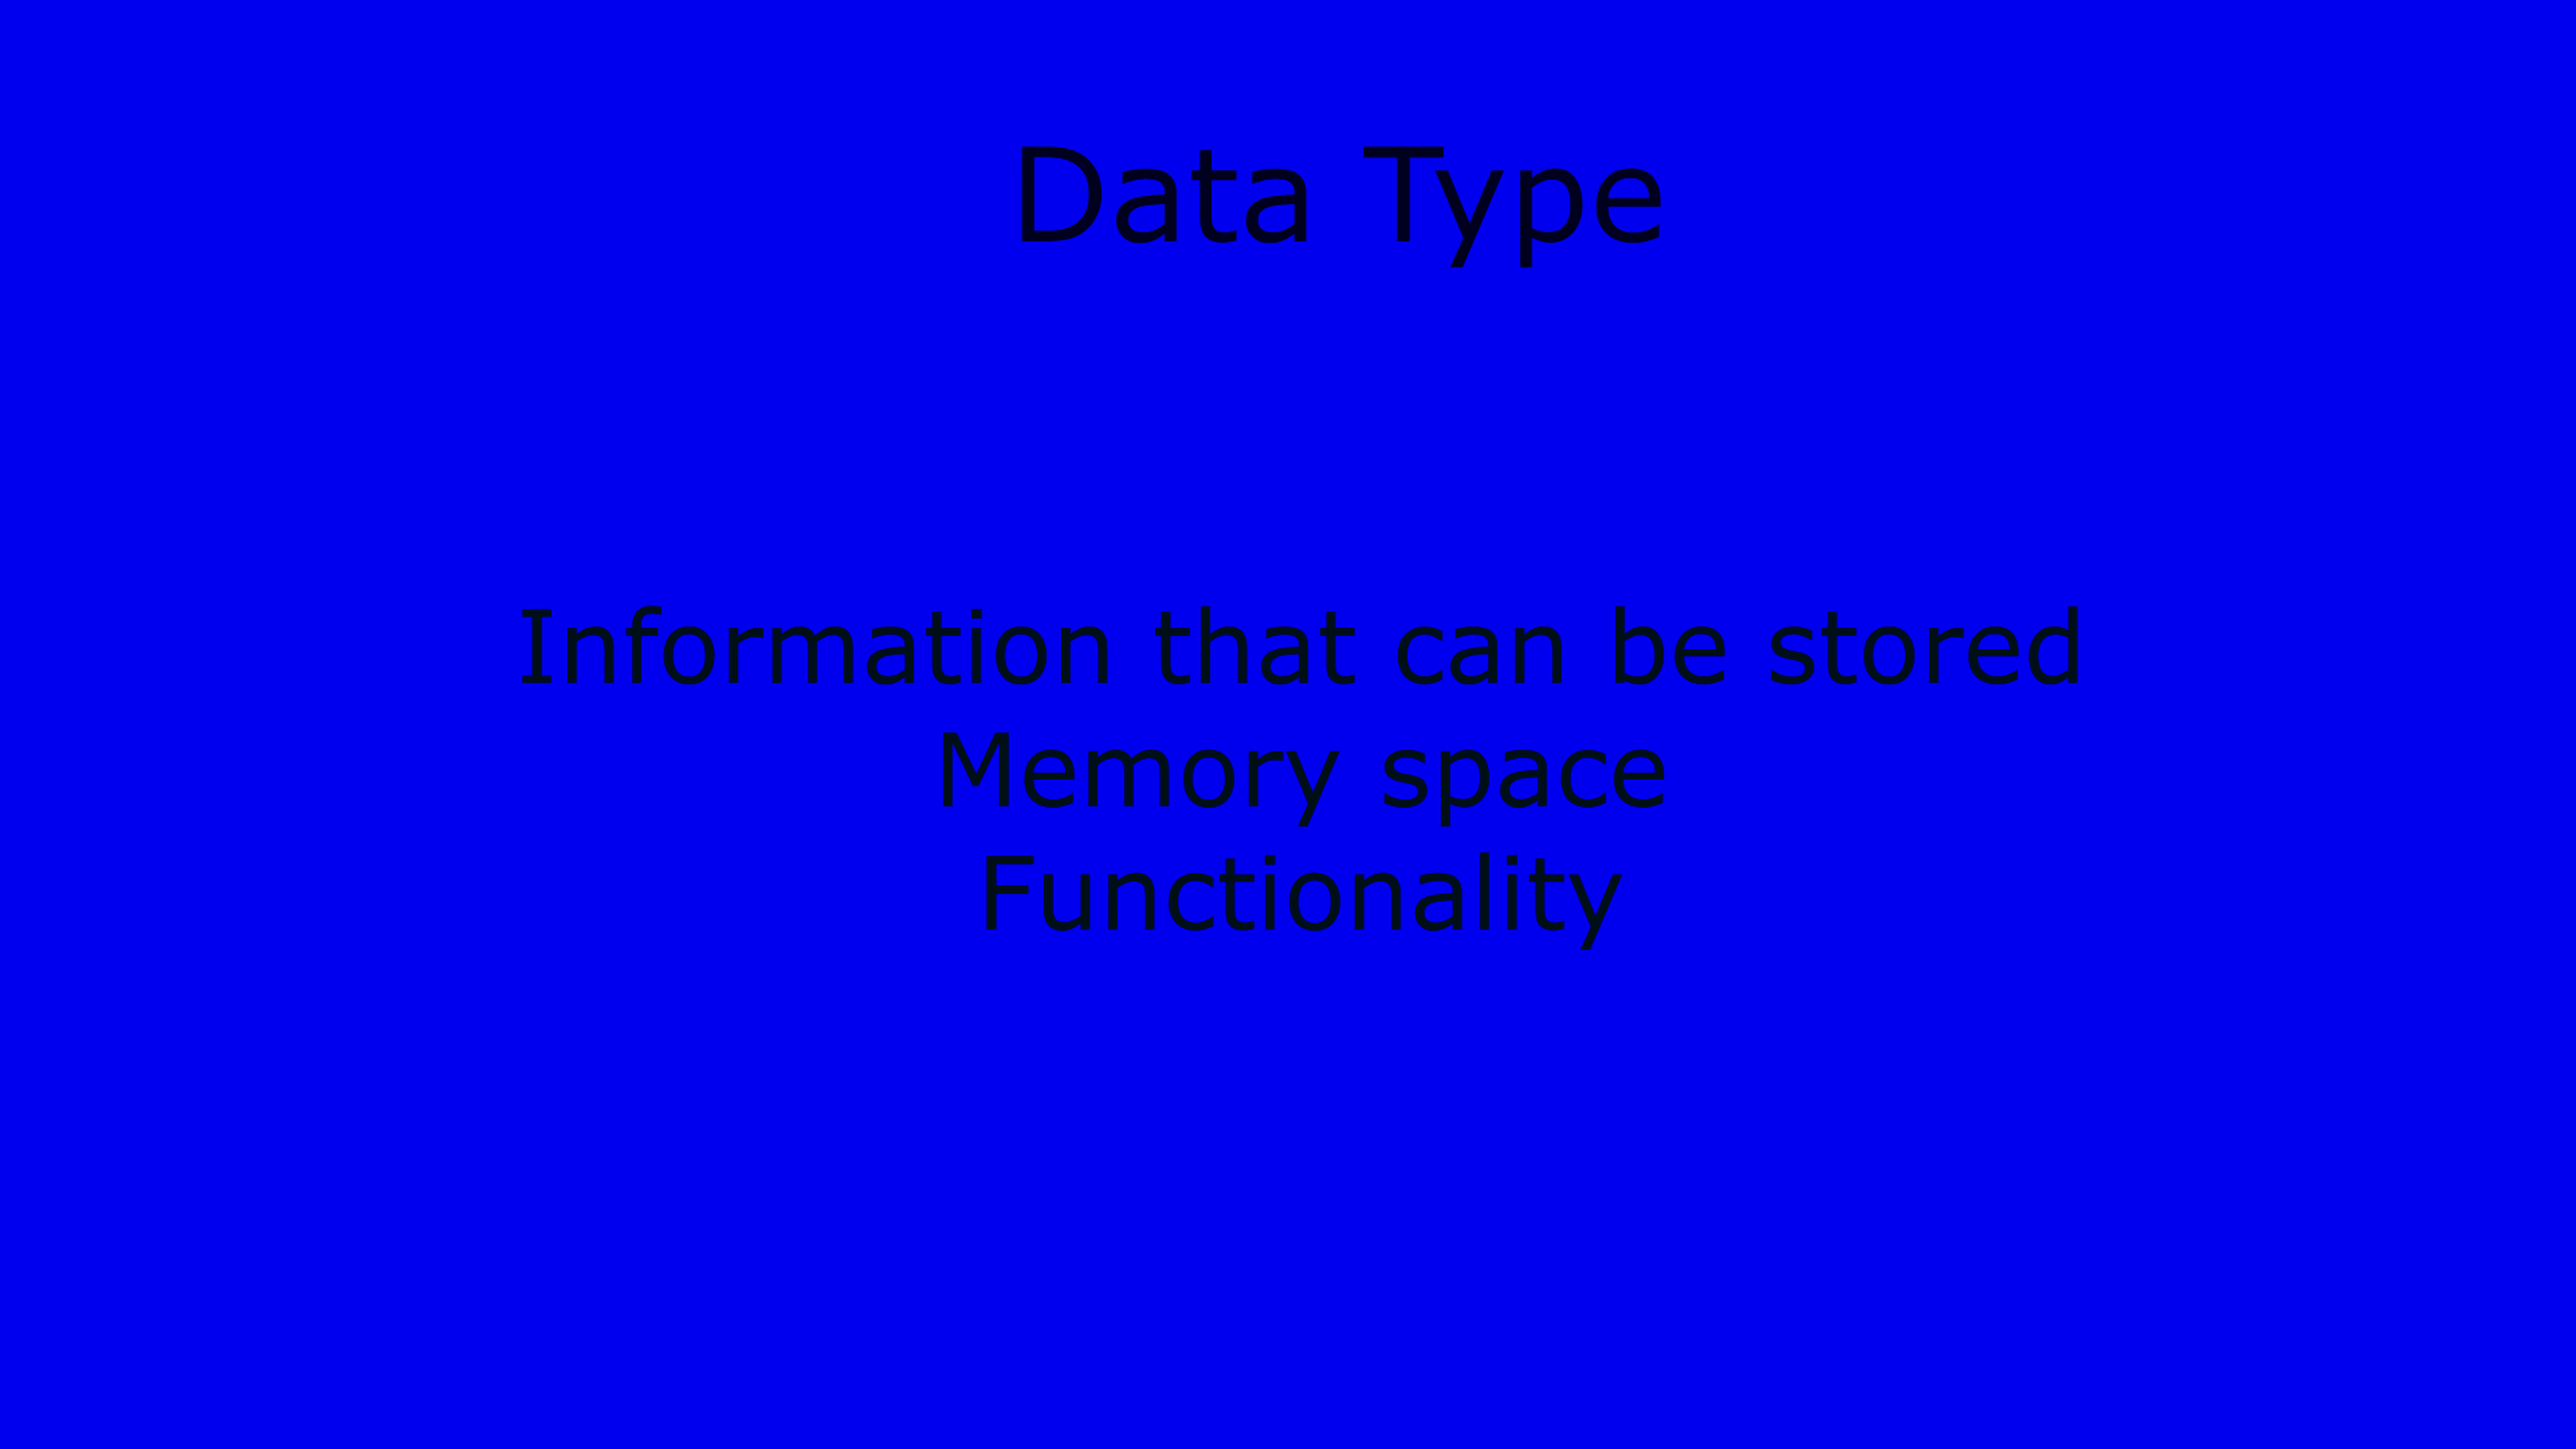 Data Type
Information that can be stored
Memory space
Functionality